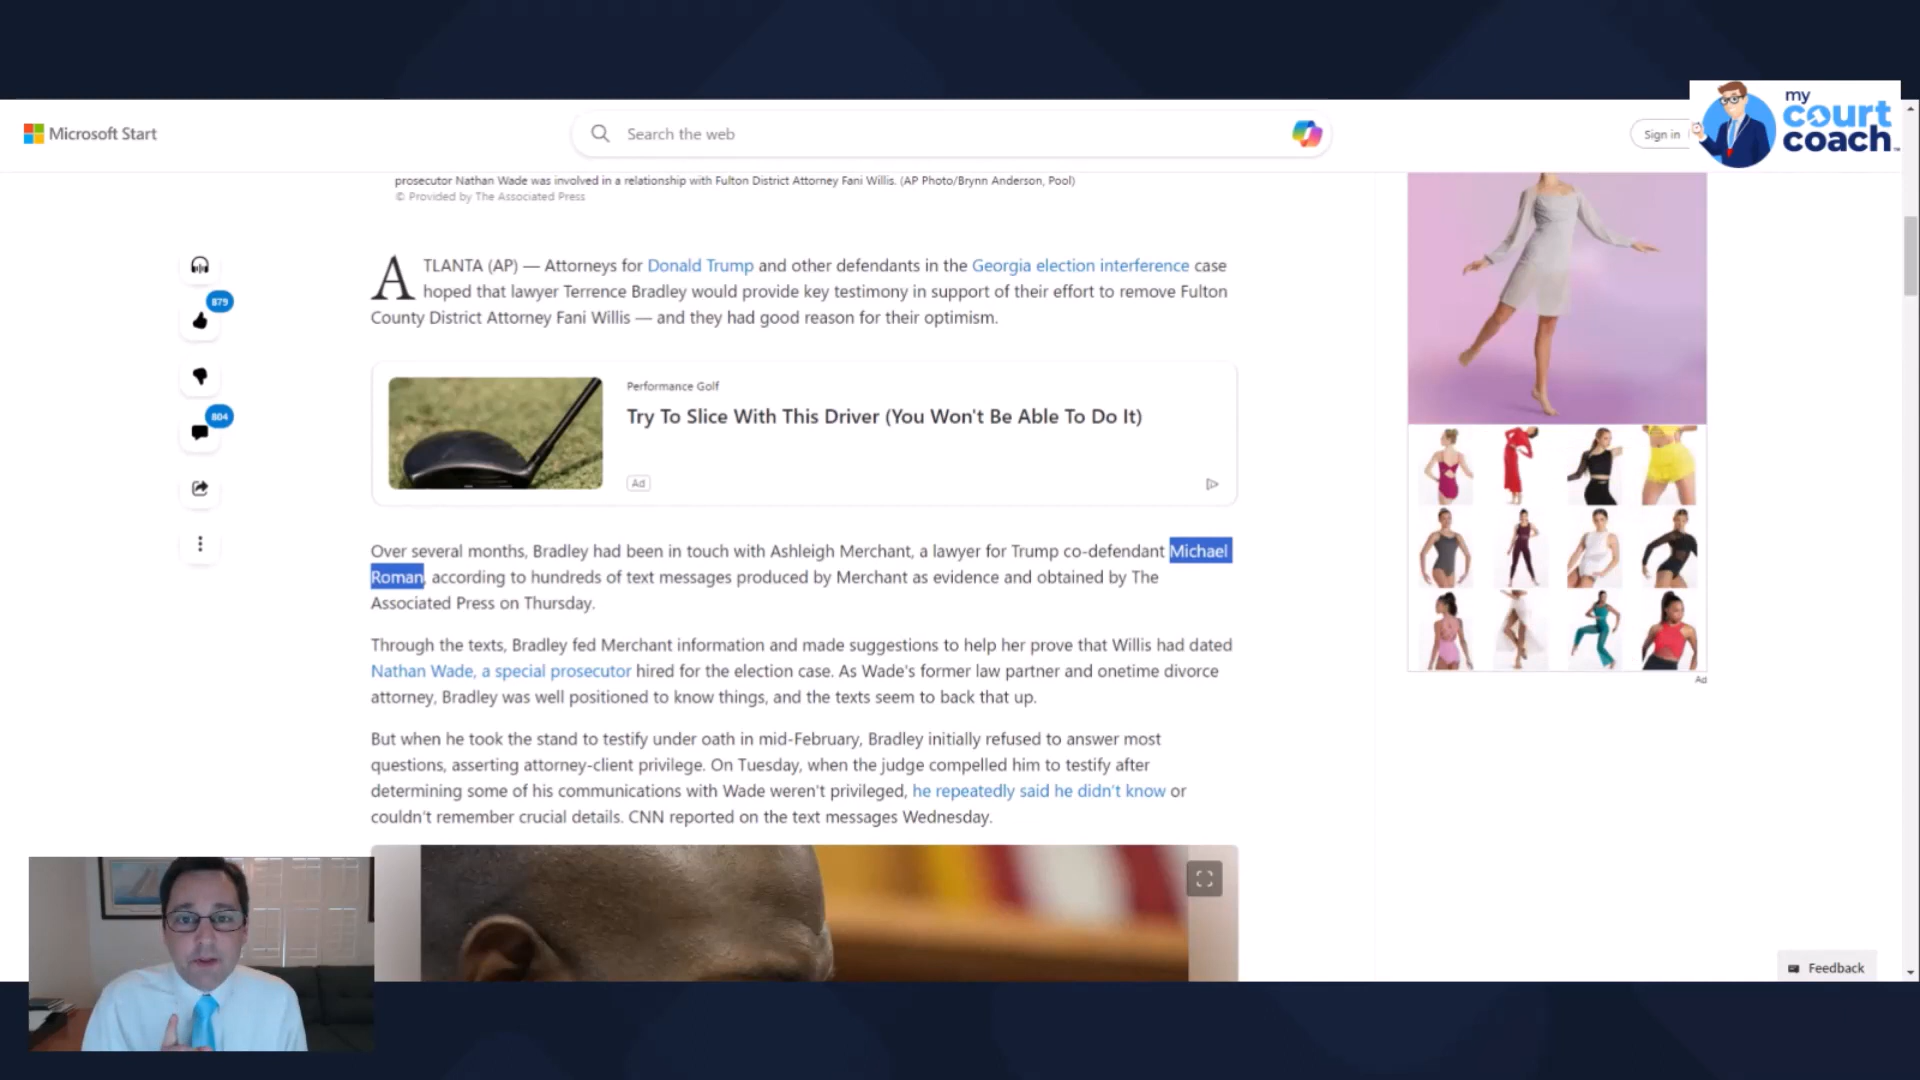 my
court
coach
Microsoft Start
Search the web
Sign in
prosecutor Nathan Wade was involved in a relationship with Fulton District Attorney Fani Willis. (AP Photo/Brynn Anderson, Pool)
© Provided by The Associated Press
ATLANTA (AP) — Attorneys for Donald Trump and other defendants in the Georgia election interference case
hoped that lawyer Terrence Bradley would provide key testimony in support of their effort to remove Fulton
County District Attorney Fani Willis — and they had good reason for their optimism.
879
804
Performance Golf
Try To Slice With This Driver (You Won't Be Able To Do It)
Ad
Over several months, Bradley had been in touch with Ashleigh Merchant, a lawyer for Trump co-defendant Michael
Roman, according to hundreds of text messages produced by Merchant as evidence and obtained by The
Associated Press on Thursday.
Through the texts, Bradley fed Merchant information and made suggestions to help her prove that Willis had dated
Nathan Wade, a special prosecutor hired for the election case. As Wade's former law partner and onetime divorce
attorney, Bradley was well positioned to know things, and the texts seem to back that up.
But when he took the stand to testify under oath in mid-February, Bradley initially refused to answer most
questions, asserting attorney-client privilege. On Tuesday, when the judge compelled him to testify after
determining some of his communications with Wade weren't privileged, he repeatedly said he didn't know or
couldn't remember crucial details. CNN reported on the text messages Wednesday.
Ad
Feedback